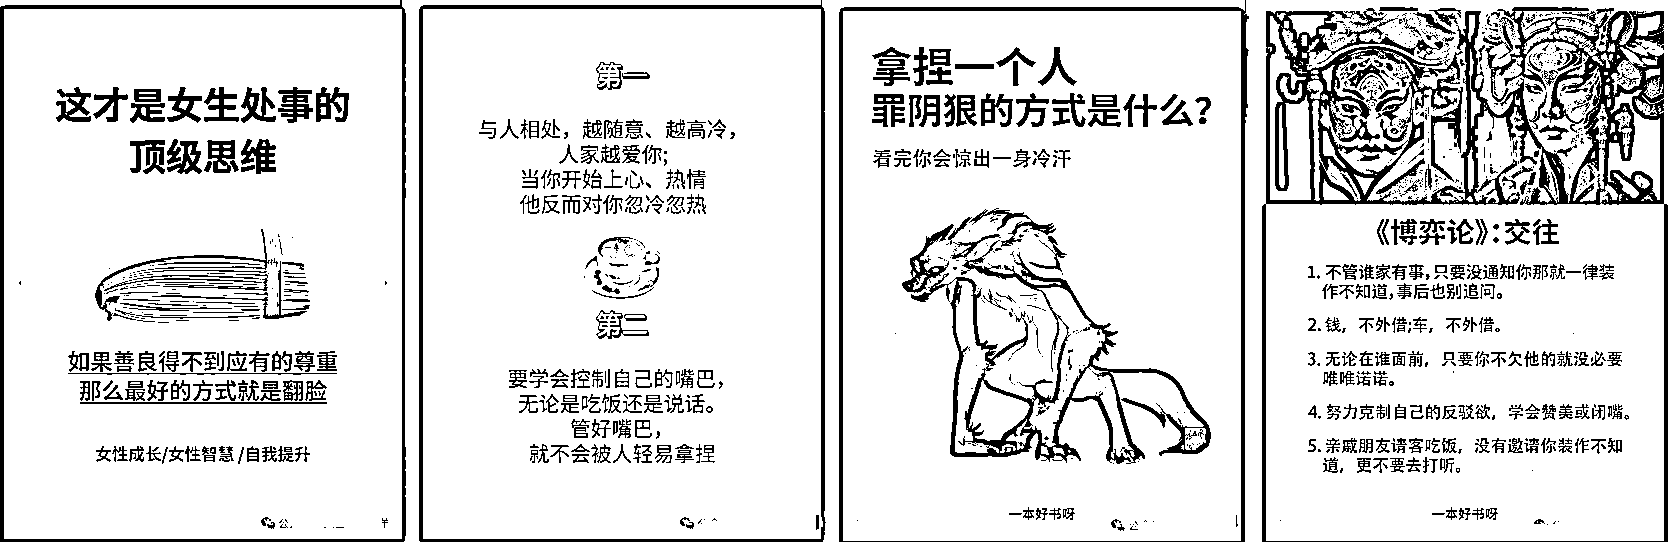 这才是女生处事的
顶级思维
如果善良得不到应有的尊重
那么最好的方式就是翻脸
女性成长/女性智慧/自我提升
第一
与人相处，越随意、越高冷，
人家越爱你;
当你开始上心、热情
他反而对你忽冷忽热
第二
要学会控制自己的嘴巴，
无论是吃饭还是说话。
管好嘴巴，
就不会被人轻易拿捏
拿捏一个人
罪阴狠的方式是什么？
看完你会惊出一身冷汗
一本好书呀
《博弈论》：交往
1. 不管谁家有事，只要没通知你那就一律装
作不知道，事后也别追问。
2. 钱，不外借;车，不外借。
3. 无论在谁面前，只要你不欠他的就没必要
唯唯诺诺。
4. 努力克制自己的反驳欲，学会赞美或闭嘴。
5. 亲戚朋友请客吃饭，没有邀请你装作不知
道，更不要去打听。
一本好书呀